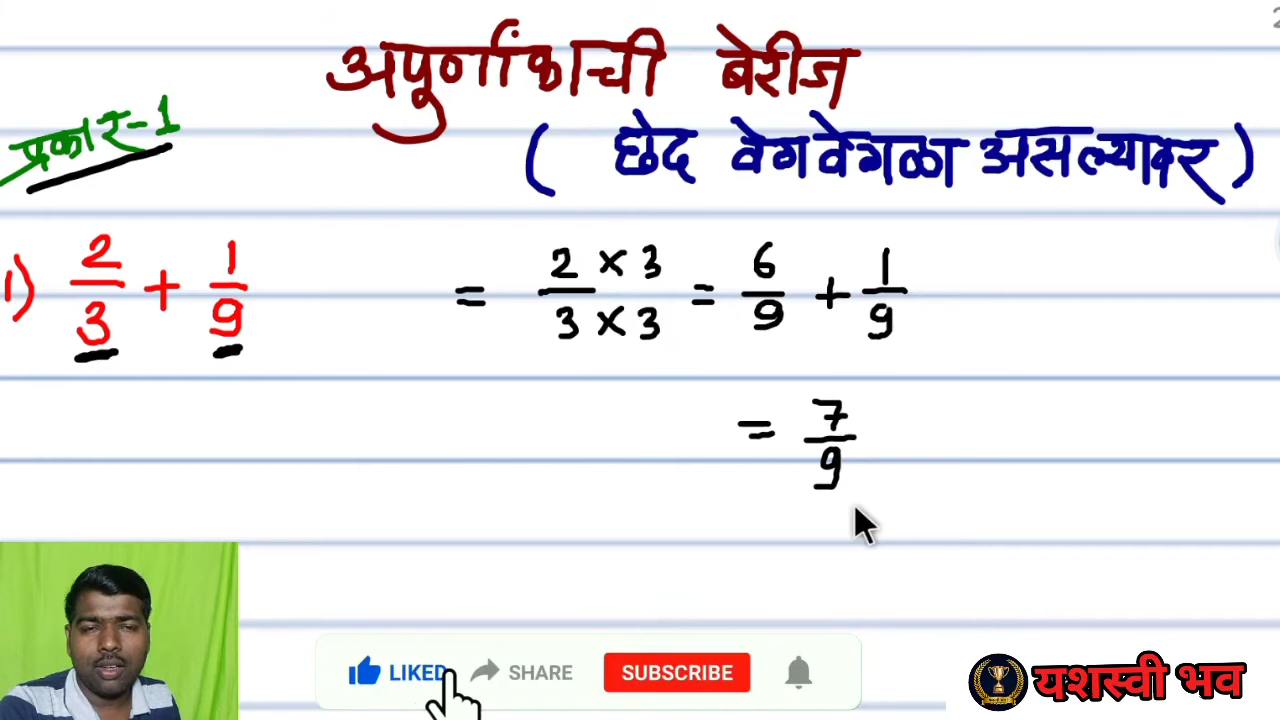 अपुर्णांकाची बेरीज
प्रकार-1
( छेद वेगवेगळा असल्यावर )
1) 2/3 + 1/9 = 2 × 3 / 3 × 3 = 6/9 + 1/9
= 7/9
LIKED SHARE SUBSCRIBE
यशस्वी भव